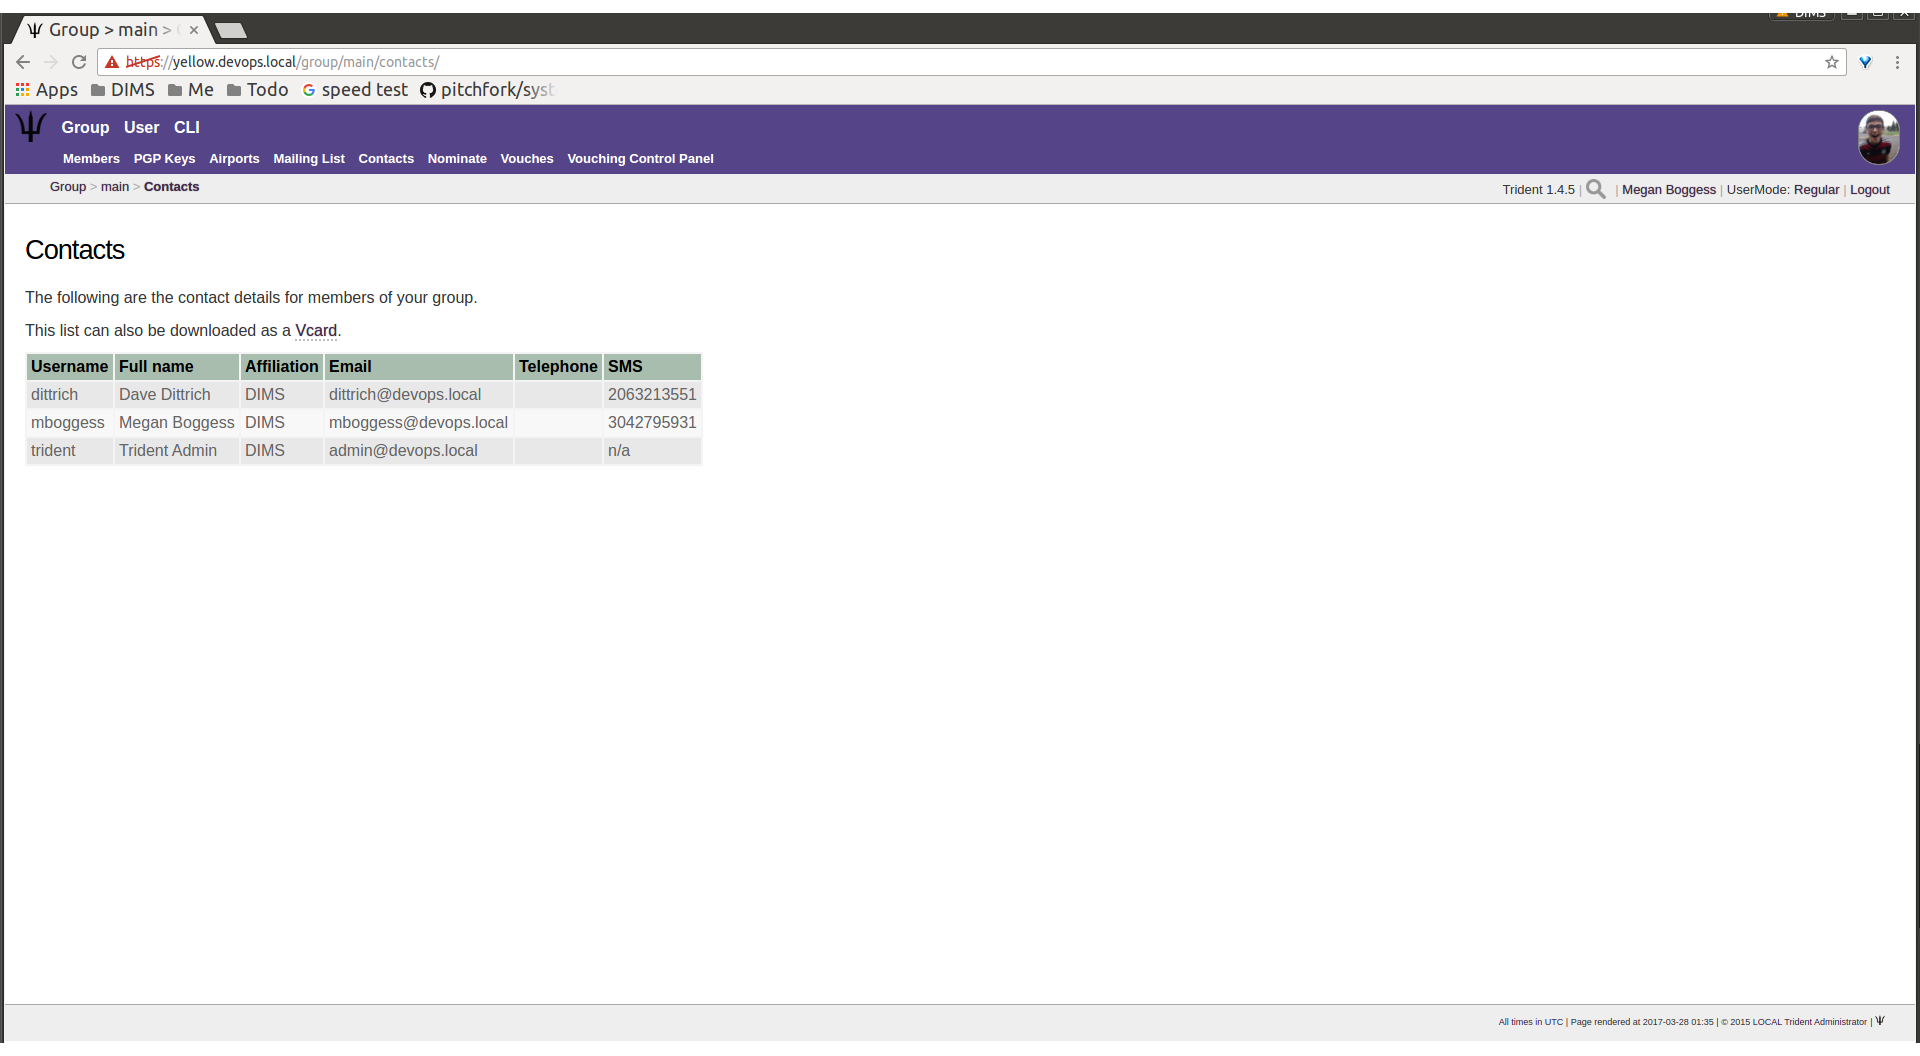 DIMS
Group > main >
https://yellow.devops.local/group/main/contacts/
Apps DIMS Me Todo speed test pitchfork/syst
Group User CLI
Members PGP Keys Airports Mailing List Contacts Nominate Vouches Vouching Control Panel
Group > main > Contacts
Trident 1.4.5 | | Megan Boggess | UserMode: Regular | Logout
Contacts
The following are the contact details for members of your group.
This list can also be downloaded as a Vcard.
Username Full name Affiliation Email Telephone SMS
dittrich Dave Dittrich DIMS dittrich@devops.local 2063213551
mboggess Megan Boggess DIMS mboggess@devops.local 3042795931
trident Trident Admin DIMS admin@devops.local n/a
All times in UTC | Page rendered at 2017-03-28 01:35 | © 2015 LOCAL Trident Administrator |